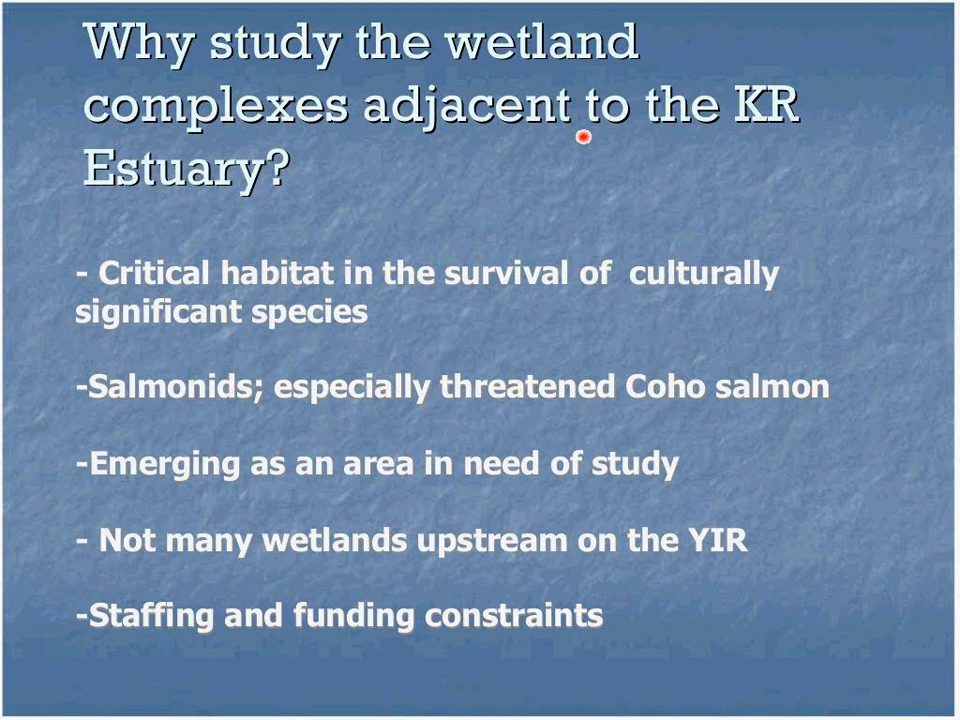 Why study the wetland
complexes adjacent to the KR
Estuary?
- Critical habitat in the survival of  culturally
significant species
-Salmonids; especially threatened Coho salmon
-Emerging as an area in need of study
- Not many wetlands upstream on the YIR
-Staffing and funding constraints